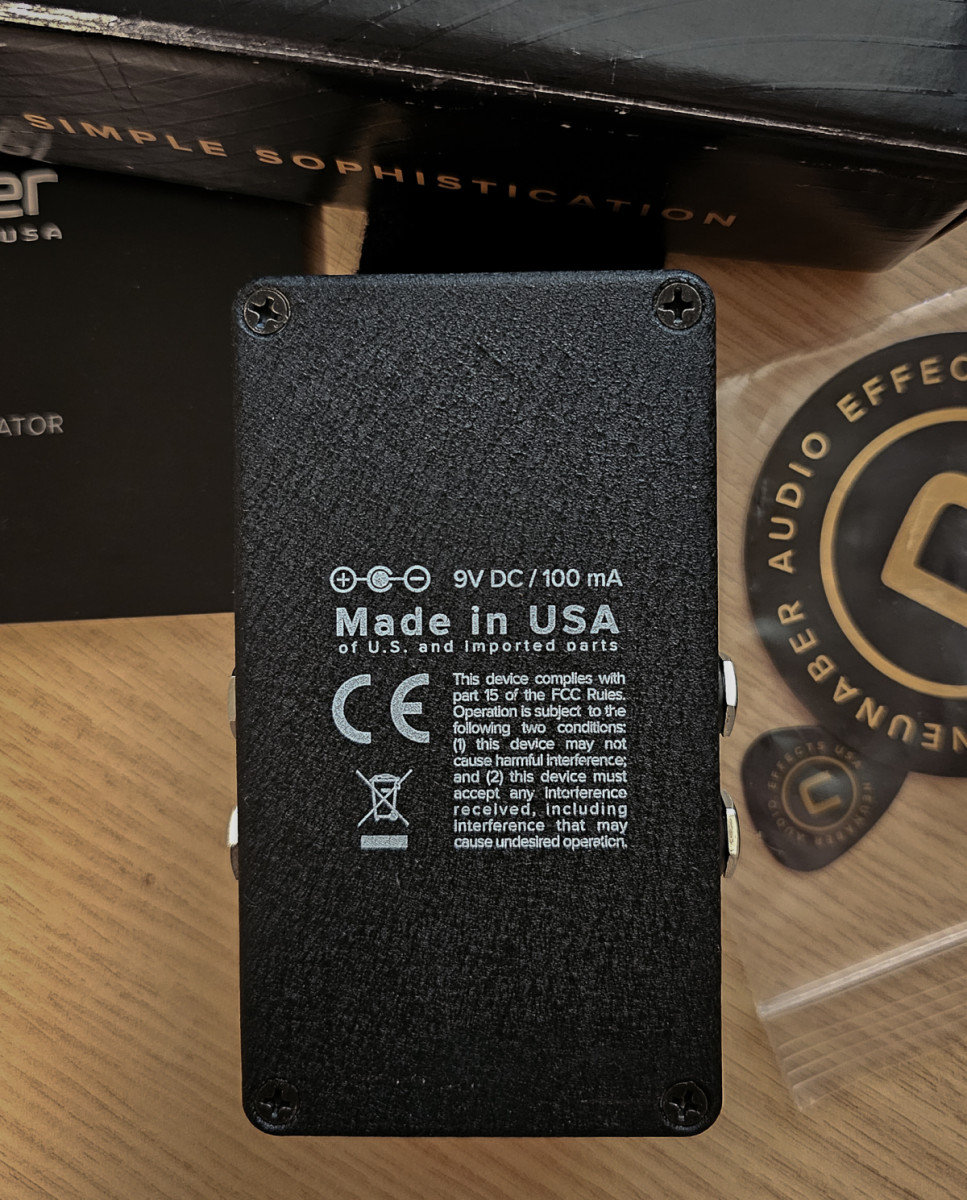 SIMPLE SOPHISTICATION
er
USA
ATOR
9V DC / 100 mA
Made in USA
of U.S. and imported parts
CE
This device complies with
part 15 of the FCC Rules.
Operation is subject to the
following two conditions:
(1) this device may not
cause harmful interference;
and (2) this device must
accept any interference
received, including
interference that may
cause undesired operation.
NEUNABER AUDIO EFFEC
NEUNABER AUDIO EFFECTS USA